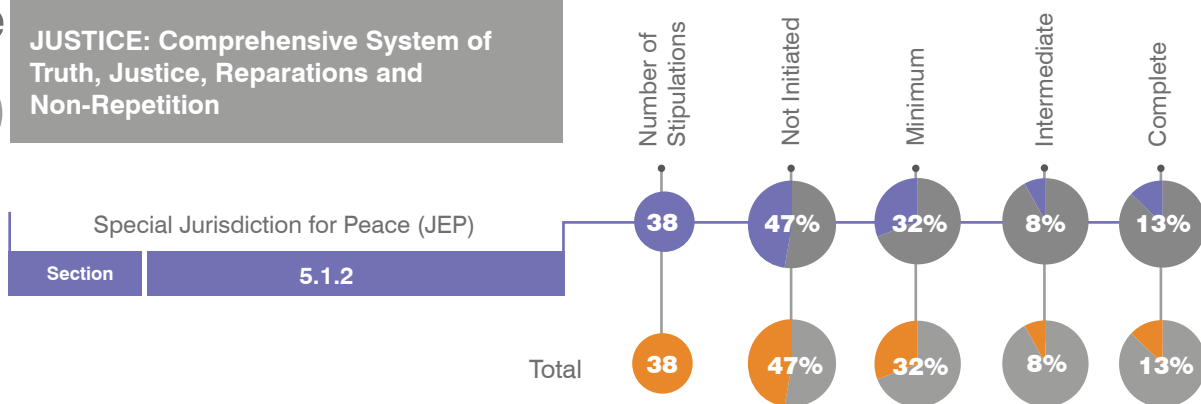 e
JUSTICE: Comprehensive System of
Truth, Justice, Reparations and
Non-Repetition
)
Number of
Stipulations
Not Initiated
Minimum
Intermediate
Complete
Special Jurisdiction for Peace (JEP)
38
47%
32%
8%
13%
Section
5.1.2
Total
38
47%
32%
8%
13%